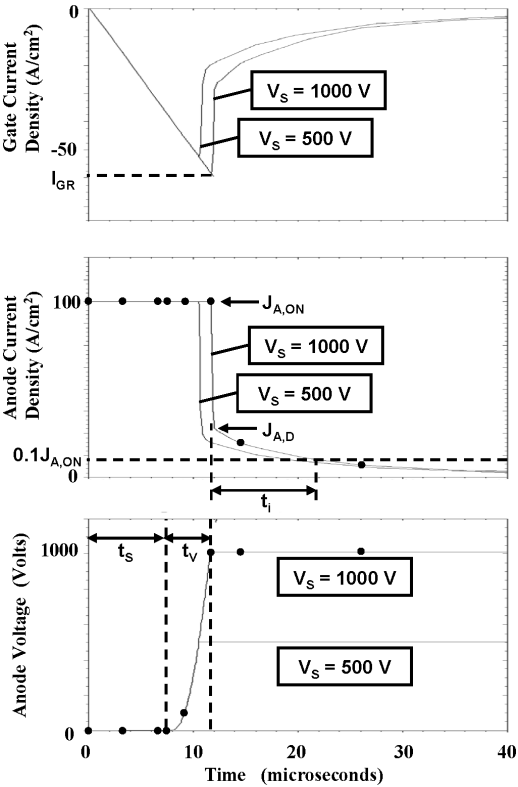 0
Gate Current
Density (A/cm²)
V_S = 1000 V
V_S = 500 V
-50
I_GR
100
J_A,ON
Anode Current
Density (A/cm²)
V_S = 1000 V
V_S = 500 V
J_A,D
0.1J_A,ON
0
t_i
1000
t_S
t_V
Anode Voltage (Volts)
V_S = 1000 V
V_S = 500 V
0
0 10 20 30 40
Time (microseconds)